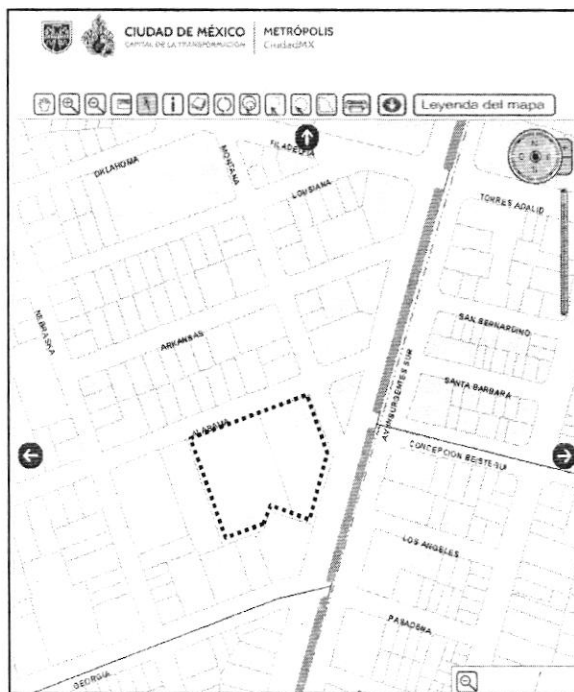 CIUDAD DE MÉXICO
CAPITAL DE LA TRANSFORMACIÓN
METRÓPOLIS
CiudadMX
Leyenda del mapa
OKLAHOMA
MONTANA
FILADELFIA
LOUSIANA
TORRES ADALID
NEBRASKA
ARKANSAS
SAN BERNARDINO
SANTA BARBARA
AV INSURGENTES SUR
ALABAMA
CONCEPCION BEISTEGUI
LOS ANGELES
PASADENA
GEORGIA
N
O
E
S